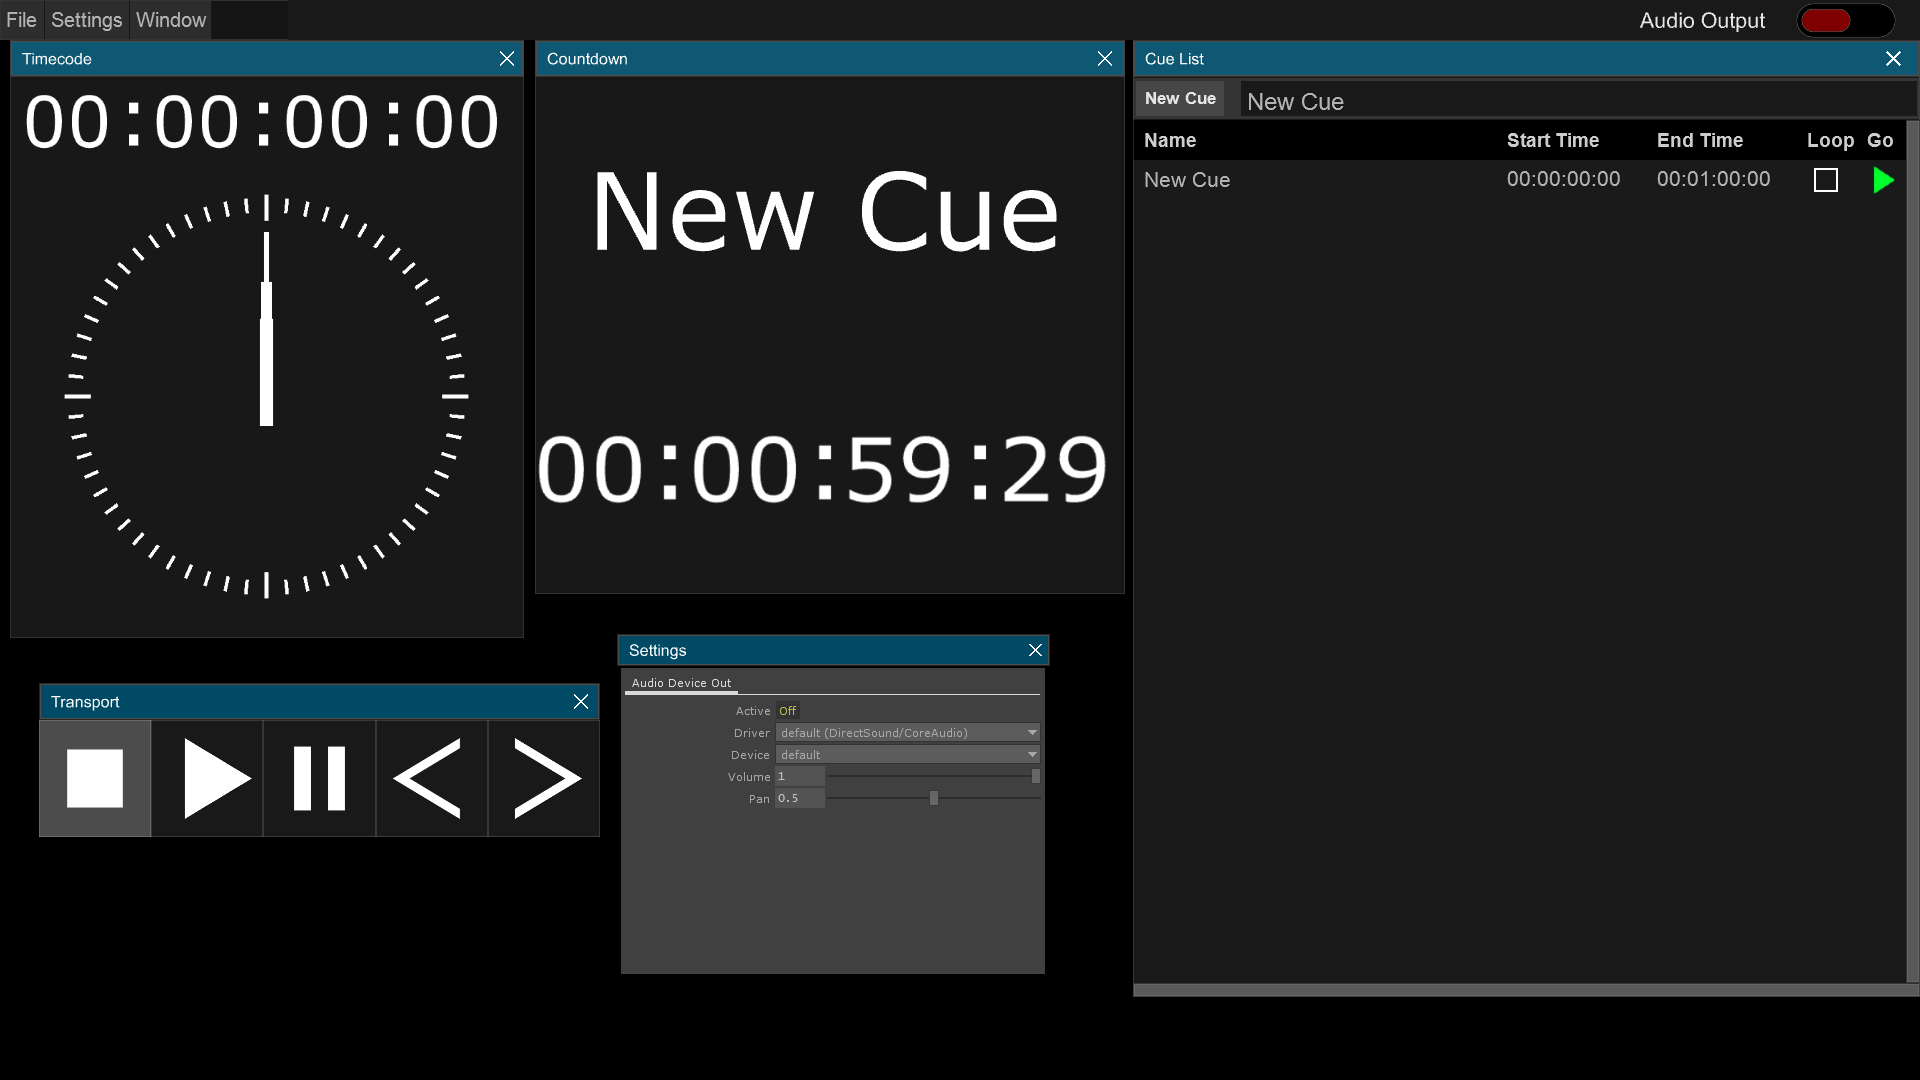 File Settings Window
Audio Output
Timecode
00:00:00:00
Countdown
New Cue
00:00:59:29
Cue List
New Cue New Cue
Name Start Time End Time Loop Go
New Cue 00:00:00:00 00:01:00:00
Transport
Settings
Audio Device Out
Active Off
Driver default (DirectSound/CoreAudio)
Device default
Volume 1
Pan 0.5